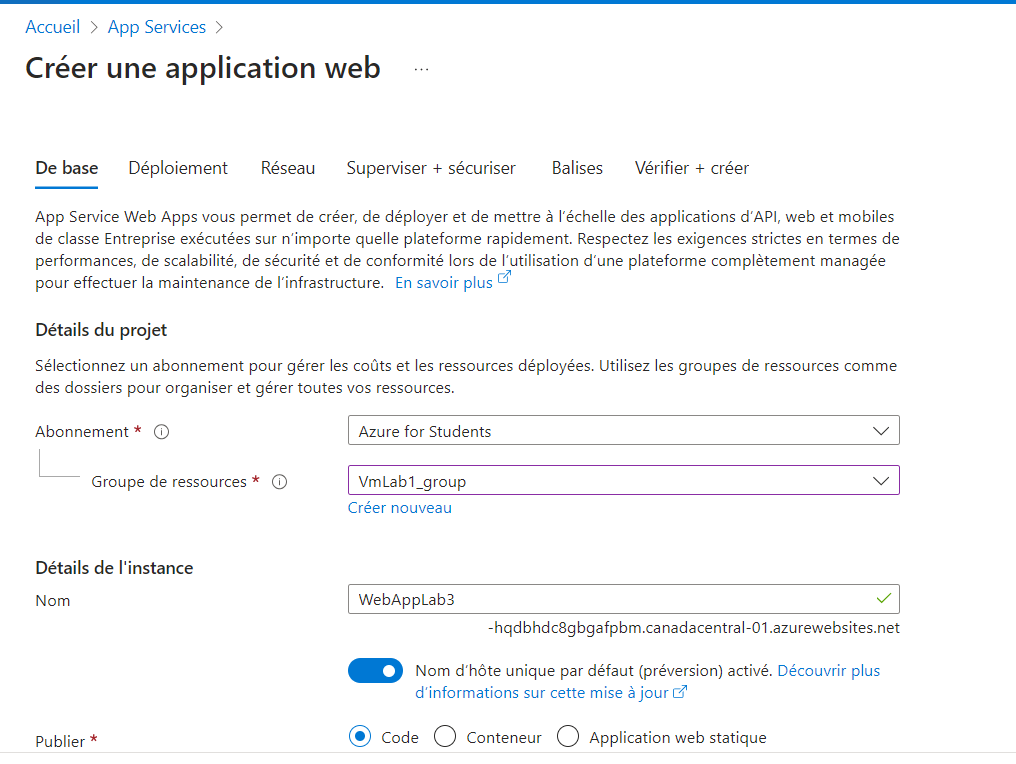 Accueil > App Services >
Créer une application web ...
De base Déploiement Réseau Superviser + sécuriser Balises Vérifier + créer
App Service Web Apps vous permet de créer, de déployer et de mettre à l’échelle des applications d’API, web et mobiles
de classe Entreprise exécutées sur n’importe quelle plateforme rapidement. Respectez les exigences strictes en termes de
performances, de scalabilité, de sécurité et de conformité lors de l’utilisation d’une plateforme complètement managée
pour effectuer la maintenance de l’infrastructure. En savoir plus
Détails du projet
Sélectionnez un abonnement pour gérer les coûts et les ressources déployées. Utilisez les groupes de ressources comme
des dossiers pour organiser et gérer toutes vos ressources.
Abonnement * Azure for Students
Groupe de ressources * VmLab1_group
Créer nouveau
Détails de l'instance
Nom WebAppLab3
-hqdbhdc8gbgafpbm.canadacentral-01.azurewebsites.net
Nom d’hôte unique par défaut (préversion) activé. Découvrir plus
d’informations sur cette mise à jour
Publier * Code Conteneur Application web statique